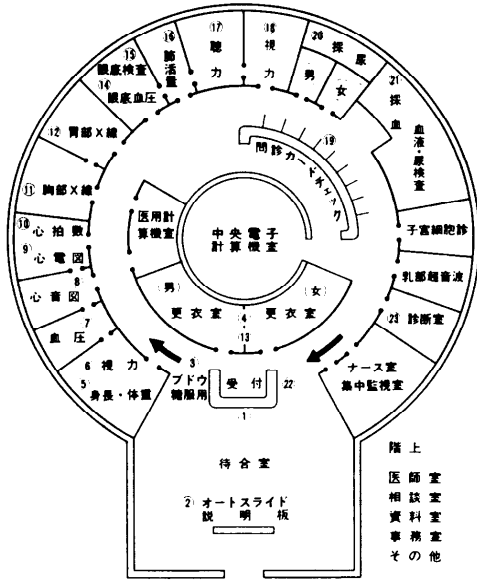 ⑯ 肺活量
⑰ 聴力
⑱ 視力
⑳ 採尿
男
女
⑮ 眼底検査
⑭ 眼底血圧
㉑ 採血
血液・尿検査
⑫ 胃部X線
⑲
問診カードチェック
⑪ 胸部X線
医用計算機室
中央電子計算機室
子宮細胞診
⑩ 心拍数
⑨ 心電図
乳部超音波
8 心音図
(男) 更衣室
4
13
(女) 更衣室
㉓ 診断室
7 血圧
6 視力
5 身長・体重
③ ブドウ糖服用
受付
22
1
ナース室
集中監視室
待合室
② オートスライド
説明板
階上
医師室
相談室
資料室
事務室
その他